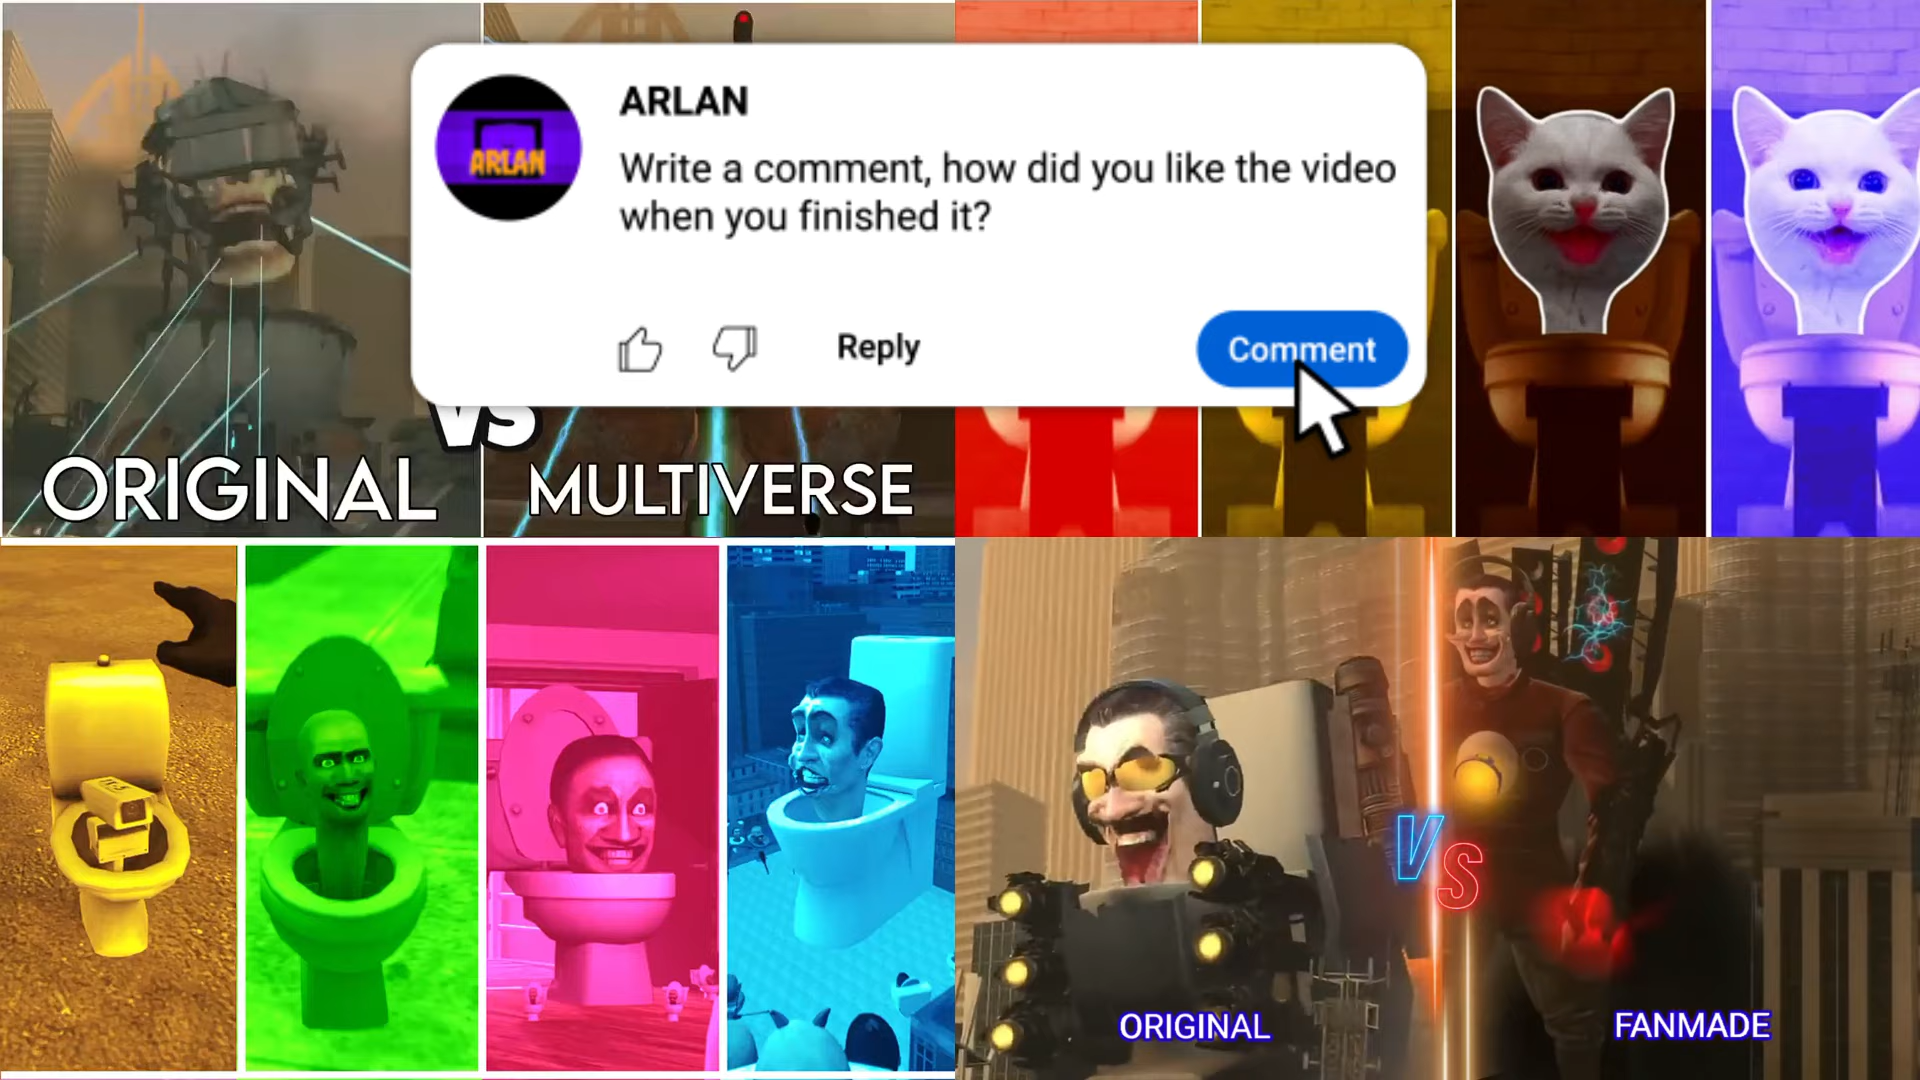 ARLAN
ARLAN
Write a comment, how did you like the video
when you finished it?
Reply
Comment
VS
ORIGINAL
MULTIVERSE
VS
ORIGINAL
FANMADE